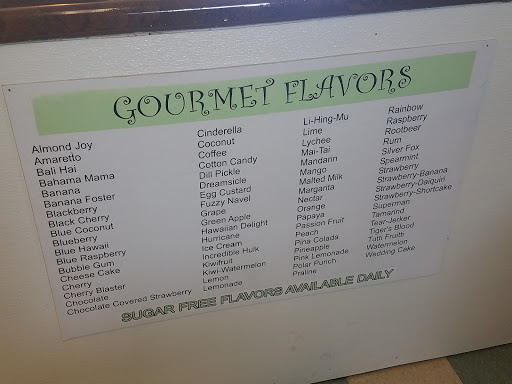 GOURMET FLAVORS
Almond Joy
Amaretto
Bali Hai
Bahama Mama
Banana
Banana Foster
Blackberry
Black Cherry
Blue Coconut
Blueberry
Blue Hawaii
Blue Raspberry
Bubble Gum
Cheese Cake
Cherry
Cherry Blaster
Chocolate
Chocolate Covered Strawberry
Cinderella
Coconut
Coffee
Cotton Candy
Dill Pickle
Dreamsicle
Egg Custard
Fuzzy Navel
Grape
Green Apple
Hawaiian Delight
Hurricane
Ice Cream
Incredible Hulk
Kiwifruit
Kiwi-Watermelon
Lemon
Lemonade
Li-Hing-Mu
Lime
Lychee
Mai-Tai
Mandarin
Mango
Malted Milk
Margarita
Nectar
Orange
Papaya
Passion Fruit
Peach
Pina Colada
Pineapple
Pink Lemonade
Polar Punch
Praline
Rainbow
Raspberry
Rootbeer
Rum
Silver Fox
Spearmint
Strawberry
Strawberry-Banana
Strawberry-Daiquiri
Strawberry-Shortcake
Superman
Tamarind
Tear-Jerker
Tiger's Blood
Tutti Fruitti
Watermelon
Wedding Cake
SUGAR FREE FLAVORS AVAILABLE DAILY